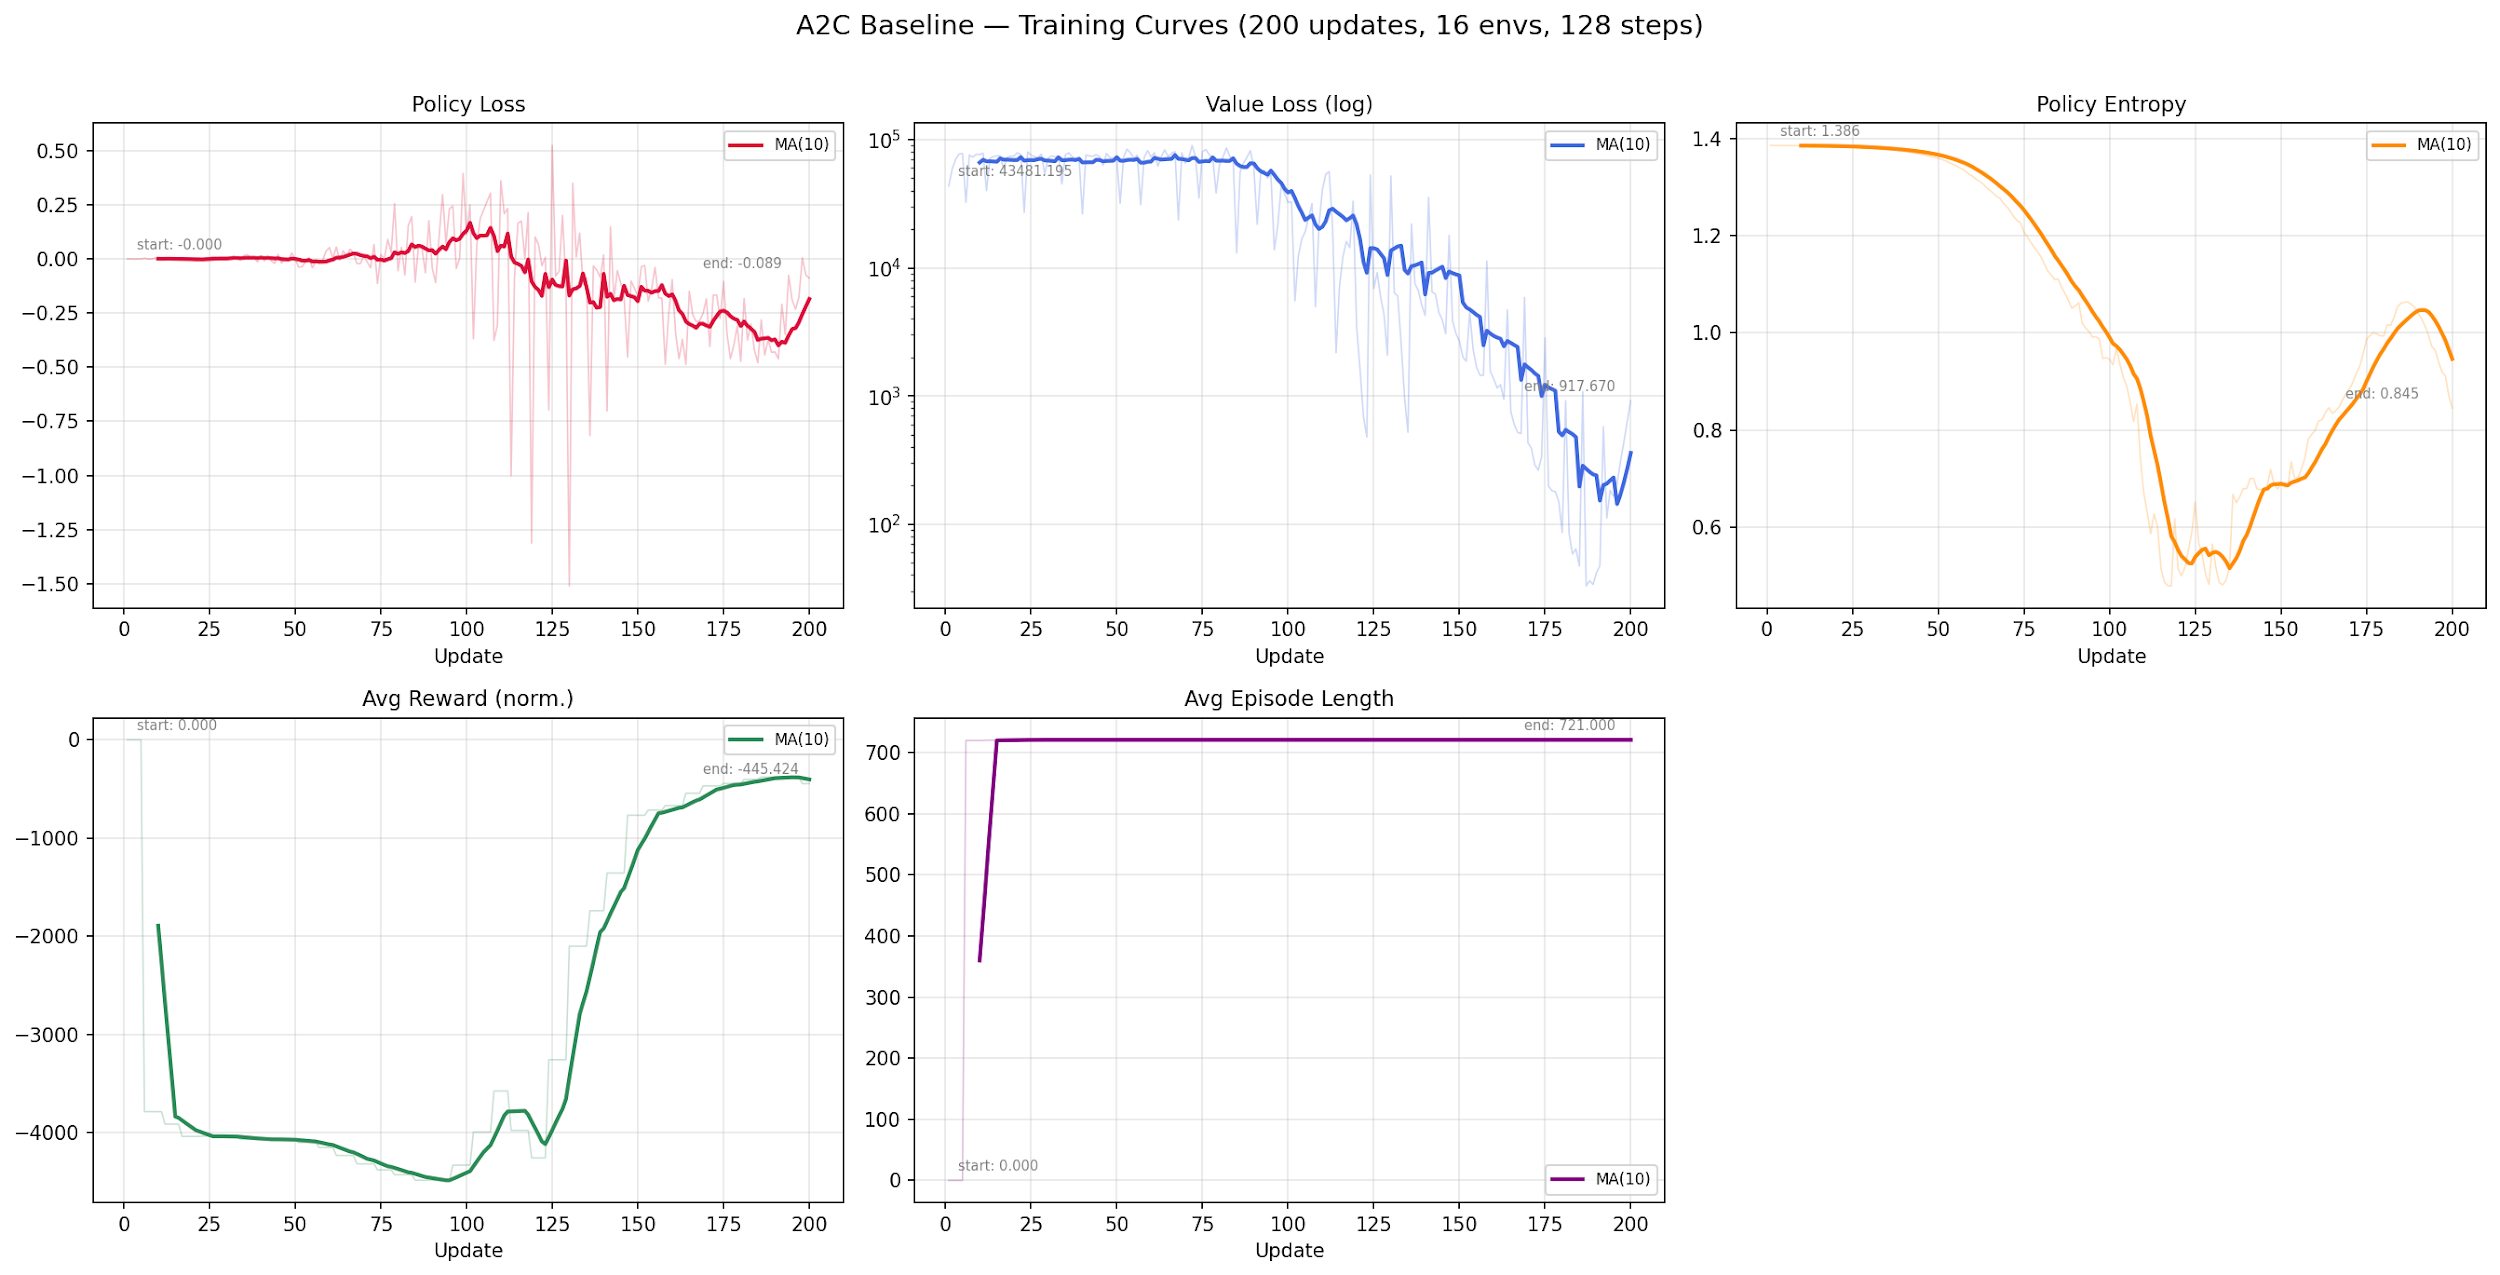 A2C Baseline — Training Curves (200 updates, 16 envs, 128 steps)
Policy Loss
MA(10)
start: -0.000
end: -0.089
0.50
0.25
0.00
−0.25
−0.50
−0.75
−1.00
−1.25
−1.50
0 25 50 75 100 125 150 175 200
Update
Value Loss (log)
MA(10)
start: 43481.195
end: 917.670
10⁵
10⁴
10³
10²
0 25 50 75 100 125 150 175 200
Update
Policy Entropy
MA(10)
start: 1.386
end: 0.845
1.4
1.2
1.0
0.8
0.6
0 25 50 75 100 125 150 175 200
Update
Avg Reward (norm.)
start: 0.000
MA(10)
end: -445.424
0
−1000
−2000
−3000
−4000
0 25 50 75 100 125 150 175 200
Update
Avg Episode Length
end: 721.000
700
600
500
400
300
200
100
0
start: 0.000
MA(10)
0 25 50 75 100 125 150 175 200
Update